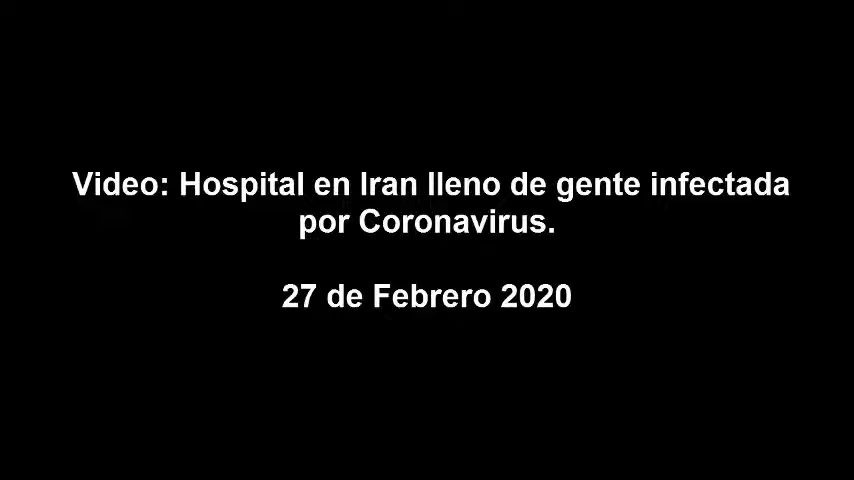 Video: Hospital en Iran lleno de gente infectada
por Coronavirus.
27 de Febrero 2020